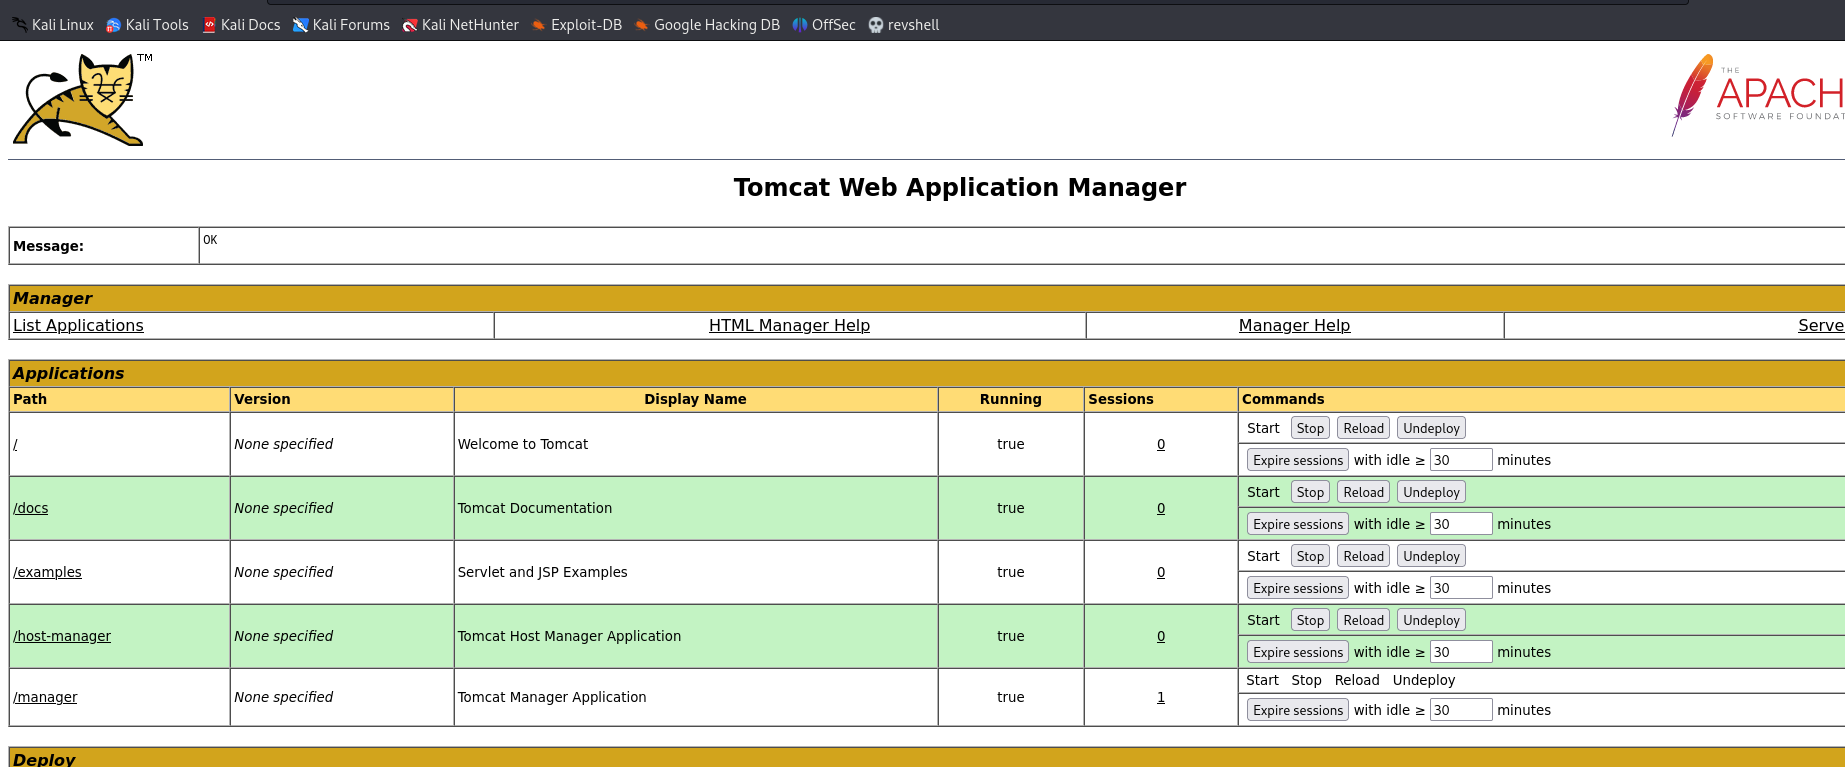 Kali Linux Kali Tools Kali Docs Kali Forums Kali NetHunter Exploit-DB Google Hacking DB OffSec revshell
TM
THE
APACH
SOFTWARE FOUNDAT
Tomcat Web Application Manager
Message: OK
Manager
List Applications HTML Manager Help Manager Help Serve
Applications
Path Version Display Name Running Sessions Commands
/ None specified Welcome to Tomcat true 0 Start Stop Reload Undeploy
Expire sessions with idle ≥ 30 minutes
/docs None specified Tomcat Documentation true 0 Start Stop Reload Undeploy
Expire sessions with idle ≥ 30 minutes
/examples None specified Servlet and JSP Examples true 0 Start Stop Reload Undeploy
Expire sessions with idle ≥ 30 minutes
/host-manager None specified Tomcat Host Manager Application true 0 Start Stop Reload Undeploy
Expire sessions with idle ≥ 30 minutes
/manager None specified Tomcat Manager Application true 1 Start Stop Reload Undeploy
Expire sessions with idle ≥ 30 minutes
Deploy